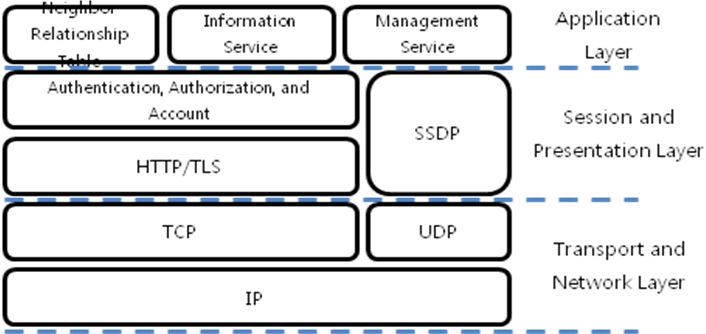 Neighbor
Relationship
Table
Information
Service
Management
Service
Application
Layer
Authentication, Authorization, and
Account
SSDP
Session and
Presentation Layer
HTTP/TLS
TCP
UDP
Transport and
Network Layer
IP